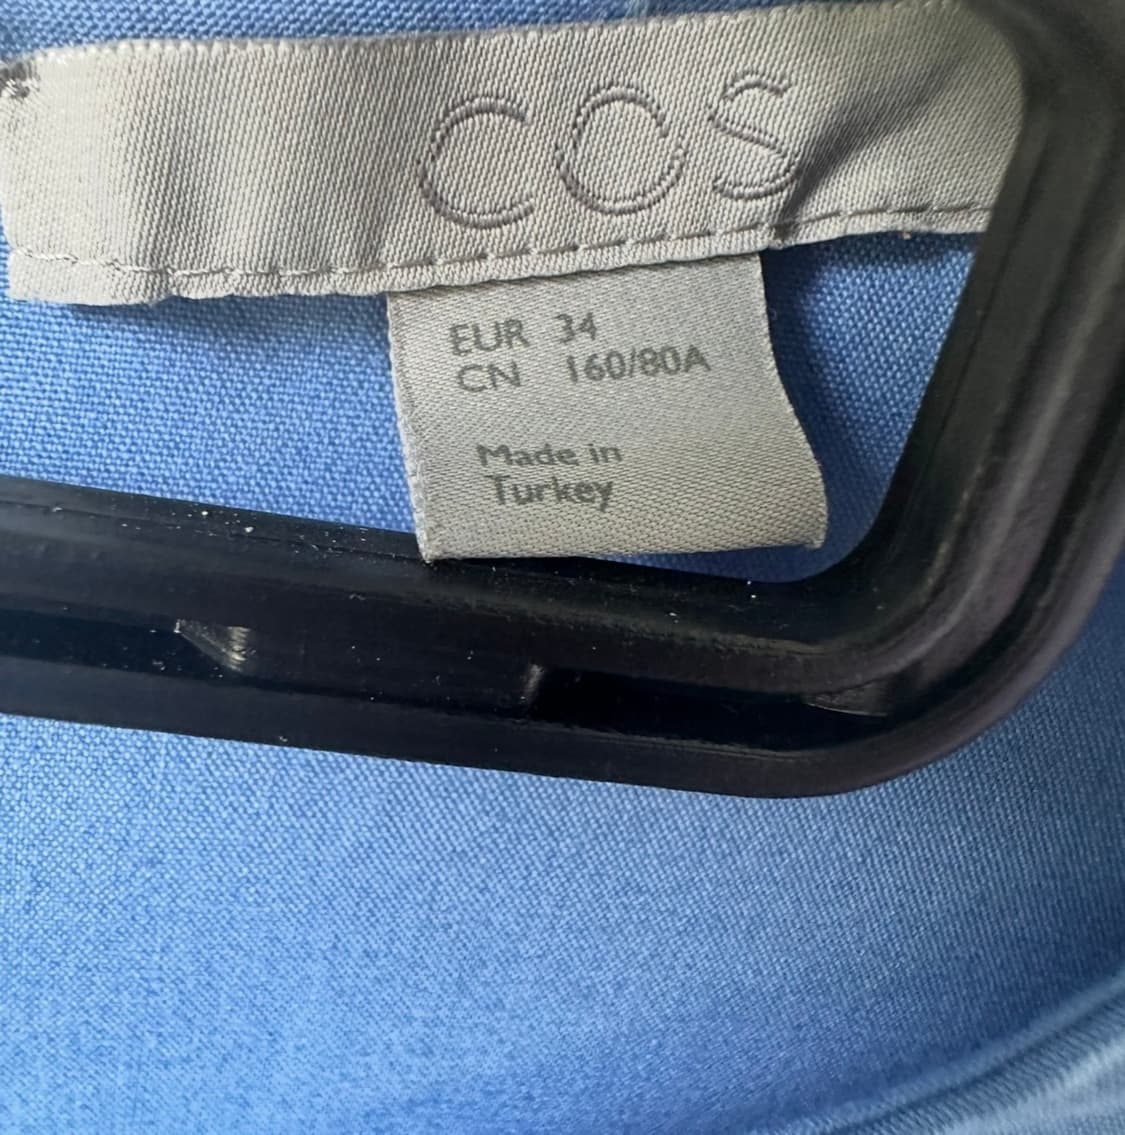 COS
EUR 34
CN 160/80A
Made in
Turkey